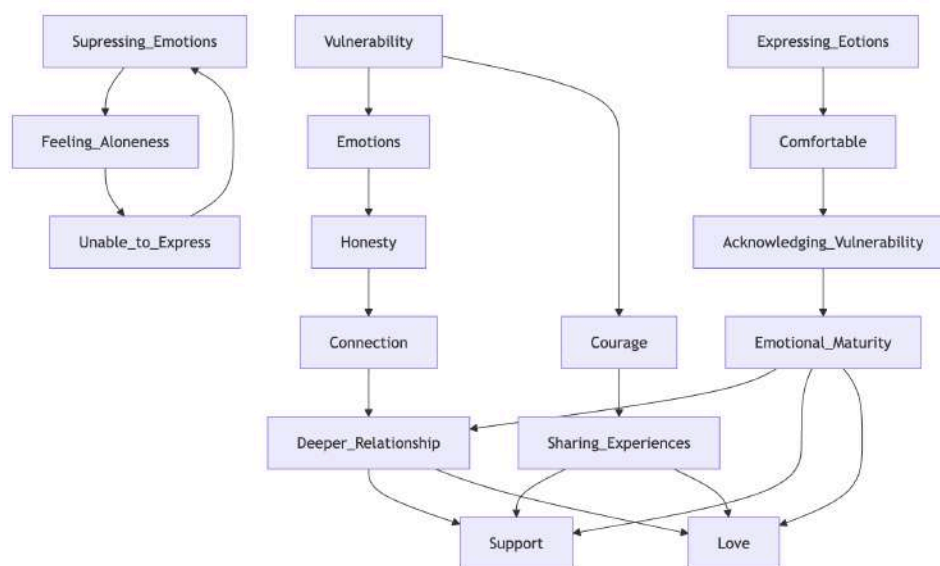 Supressing_Emotions
Vulnerability
Expressing_Eotions
Feeling_Aloneness
Emotions
Comfortable
Unable_to_Express
Honesty
Acknowledging_Vulnerability
Connection
Courage
Emotional_Maturity
Deeper_Relationship
Sharing_Experiences
Support
Love